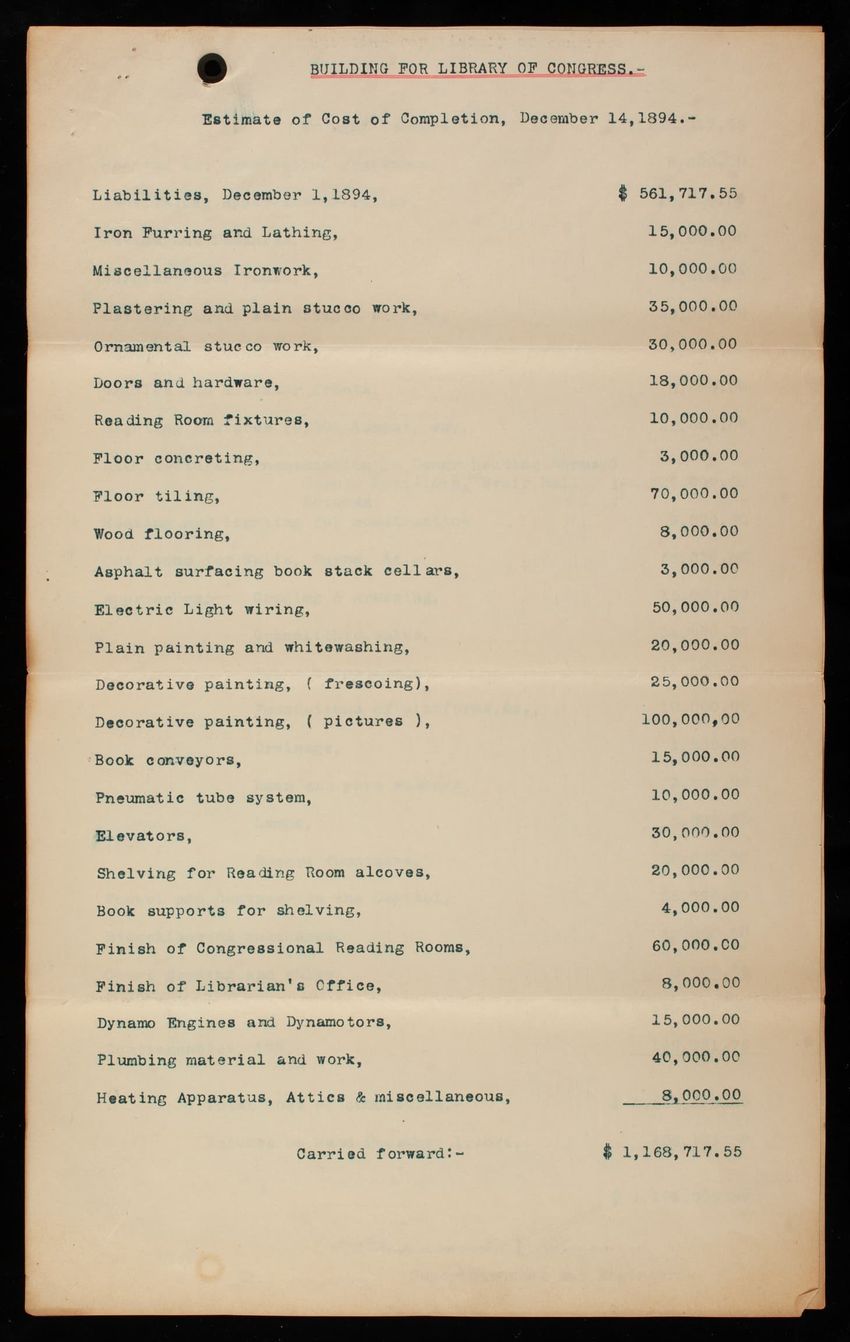 BUILDING FOR LIBRARY OF CONGRESS.-
Estimate of Cost of Completion, December 14,1894.-
Liabilities, December 1,1894, $ 561,717.55
Iron Furring and Lathing, 15,000.00
Miscellaneous Ironwork, 10,000.00
Plastering and plain stucco work, 35,000.00
Ornamental stucco work, 30,000.00
Doors and hardware, 18,000.00
Reading Room fixtures, 10,000.00
Floor concreting, 3,000.00
Floor tiling, 70,000.00
Wood flooring, 8,000.00
Asphalt surfacing book stack cellars, 3,000.00
Electric Light wiring, 50,000.00
Plain painting and whitewashing, 20,000.00
Decorative painting, ( frescoing), 25,000.00
Decorative painting, ( pictures ), 100,000,00
Book conveyors, 15,000.00
Pneumatic tube system, 10,000.00
Elevators, 30,000.00
Shelving for Reading Room alcoves, 20,000.00
Book supports for shelving, 4,000.00
Finish of Congressional Reading Rooms, 60,000.00
Finish of Librarian's Office, 8,000.00
Dynamo Engines and Dynamotors, 15,000.00
Plumbing material and work, 40,000.00
Heating Apparatus, Attics & miscellaneous, 8,000.00
Carried forward:- $ 1,168,717.55